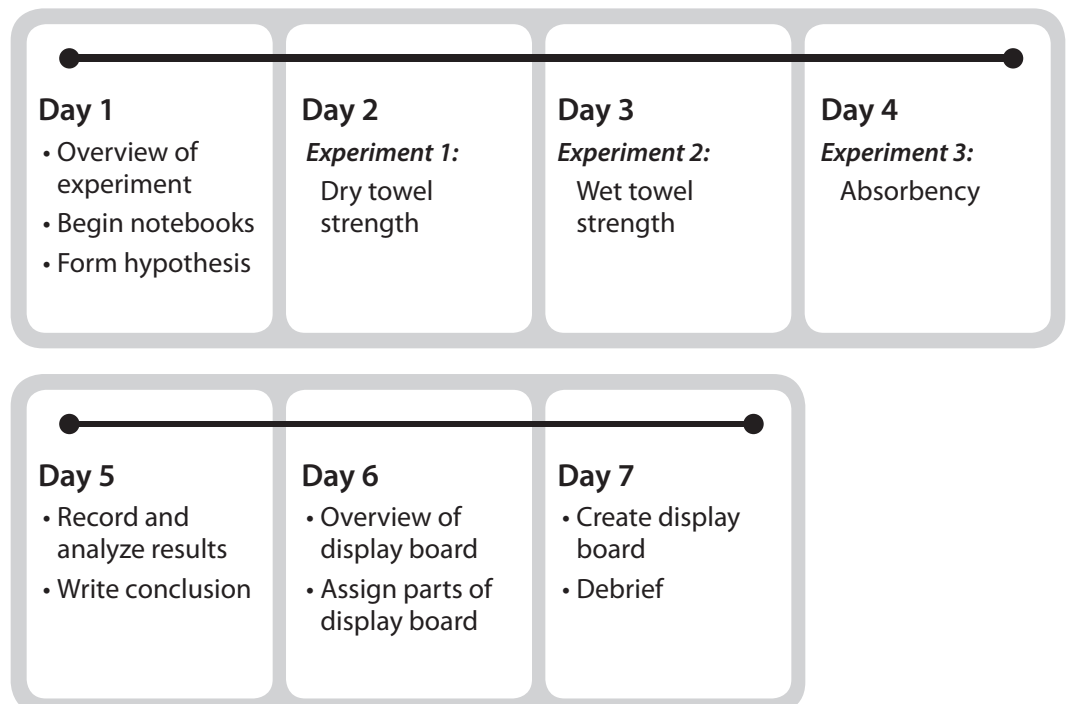 Day 1
• Overview of
experiment
• Begin notebooks
• Form hypothesis
Day 2
Experiment 1:
Dry towel
strength
Day 3
Experiment 2:
Wet towel
strength
Day 4
Experiment 3:
Absorbency
Day 5
• Record and
analyze results
• Write conclusion
Day 6
• Overview of
display board
• Assign parts of
display board
Day 7
• Create display
board
• Debrief